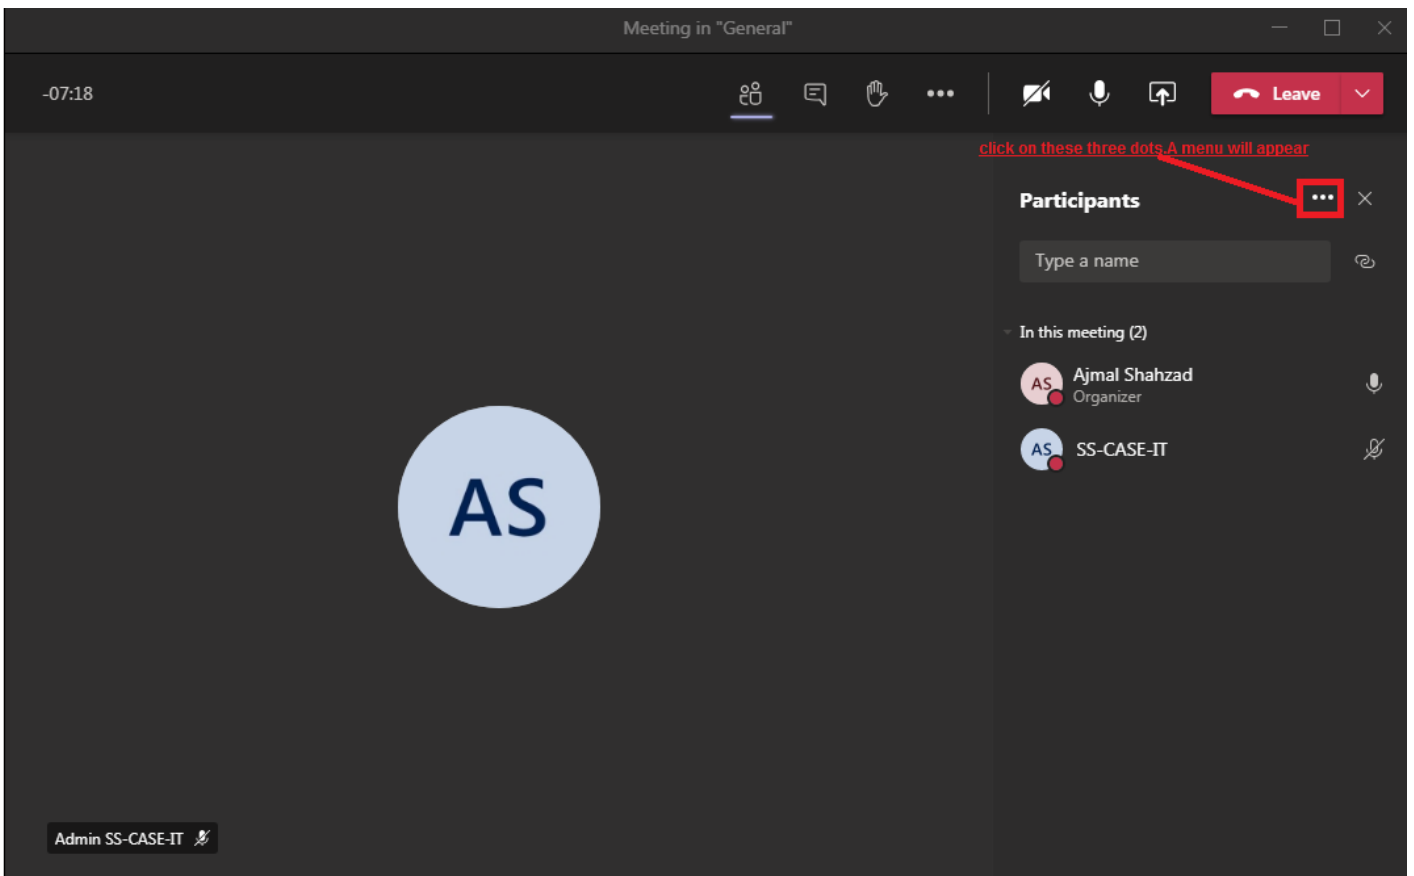 Meeting in "General"
-07:18
Leave
click on these three dots.A menu will appear
Participants
Type a name
In this meeting (2)
AS
Ajmal Shahzad
Organizer
AS
SS-CASE-IT
AS
Admin SS-CASE-IT